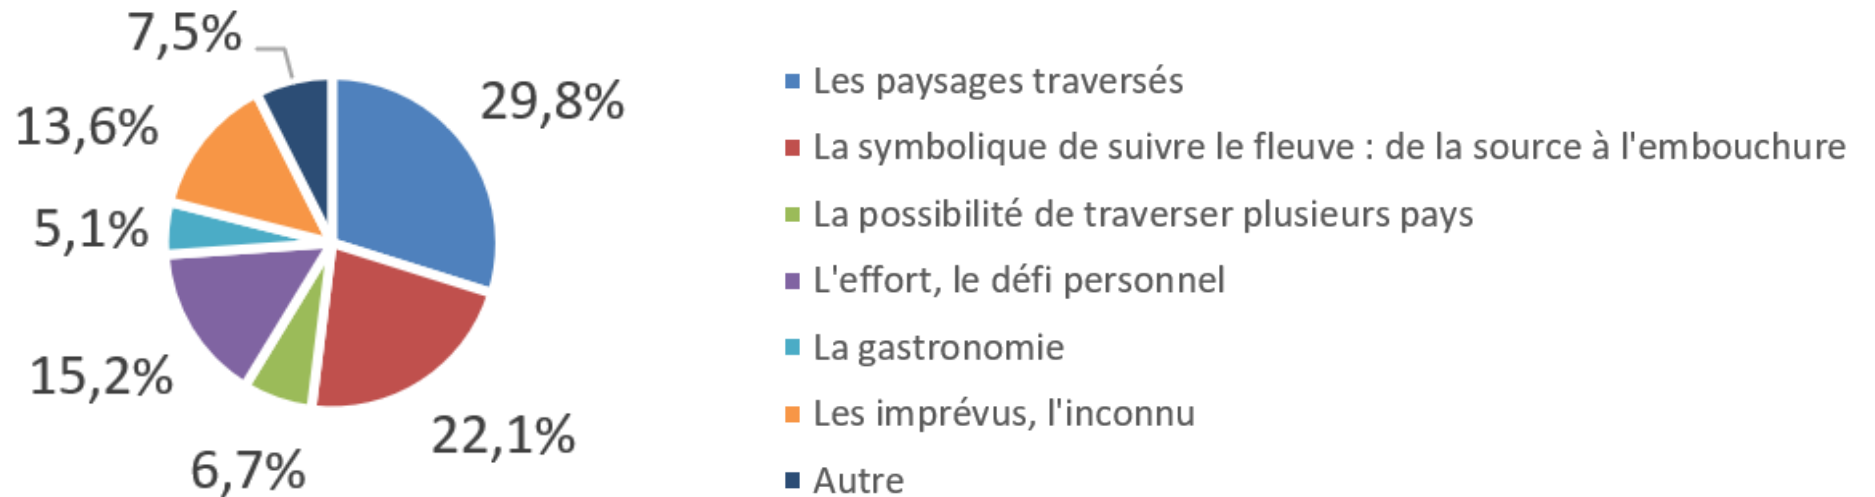 7,5%
29,8%
13,6%
5,1%
15,2%
22,1%
6,7%
Les paysages traversés
La symbolique de suivre le fleuve : de la source à l'embouchure
La possibilité de traverser plusieurs pays
L'effort, le défi personnel
La gastronomie
Les imprévus, l'inconnu
Autre